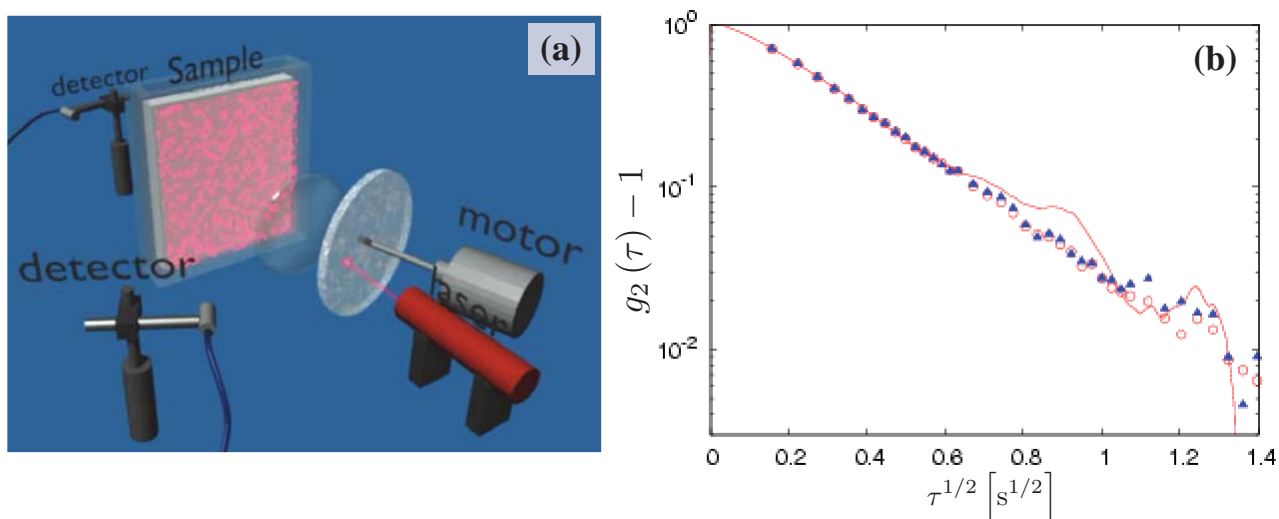 (a)
detector
Sample
detector
motor
laser
(b)
10^0
10^{-1}
10^{-2}
g_2(τ) − 1
0 0.2 0.4 0.6 0.8 1 1.2 1.4
τ^{1/2} [s^{1/2}]